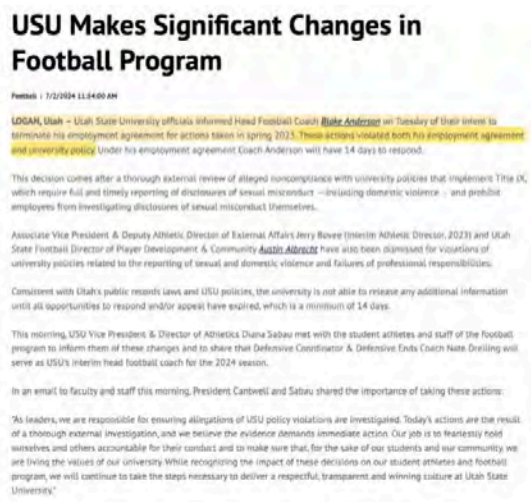 USU Makes Significant Changes in
Football Program
Football | 7/2/2024 11:54:00 AM
LOGAN, Utah – Utah State University officials informed Head Football Coach Blake Anderson on Tuesday of their intent to
terminate his employment agreement for actions taken in spring 2023. These actions violated both his employment agreement
and university policy. Under his employment agreement Coach Anderson will have 14 days to respond.
This decision comes after a thorough external review of alleged noncompliance with university policies that implement Title IX,
which require full and timely reporting of disclosures of sexual misconduct – including domestic violence – and prohibit
employees from investigating disclosures of sexual misconduct themselves.
Associate Vice President & Deputy Athletic Director of External Affairs Jerry Bovee (Interim Athletic Director, 2023) and Utah
State Football Director of Player Development & Community Austin Albrecht have also been dismissed for violations of
university policies related to the reporting of sexual and domestic violence and failures of professional responsibilities.
Consistent with Utah's public records laws and USU policies, the university is not able to release any additional information
until all opportunities to respond and/or appeal have expired, which is a minimum of 14 days.
This morning, USU Vice President & Director of Athletics Diana Sabau met with the student athletes and staff of the football
program to inform them of these changes and to share that Defensive Coordinator & Defensive Ends Coach Nate Dreiling will
serve as USU's interim head football coach for the 2024 season.
In an email to faculty and staff this morning, President Cantwell and Sabau shared the importance of taking these actions:
"As leaders, we are responsible for ensuring allegations of USU policy violations are investigated. Today's actions are the result
of a thorough external investigation, and we believe the evidence demands immediate action. Our job is to fearlessly hold
ourselves and others accountable for their conduct and to make sure that, for the sake of our students and our community, we
are living the values of our university. While recognizing the impact of these decisions on our student athletes and football
program, we will continue to take the steps necessary to deliver a respectful, transparent and winning culture at Utah State
University."